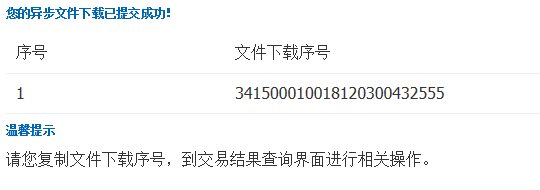 您的异步文件下载已提交成功!
序号 文件下载序号
1 341500010018120300432555
温馨提示
请您复制文件下载序号，到交易结果查询界面进行相关操作。